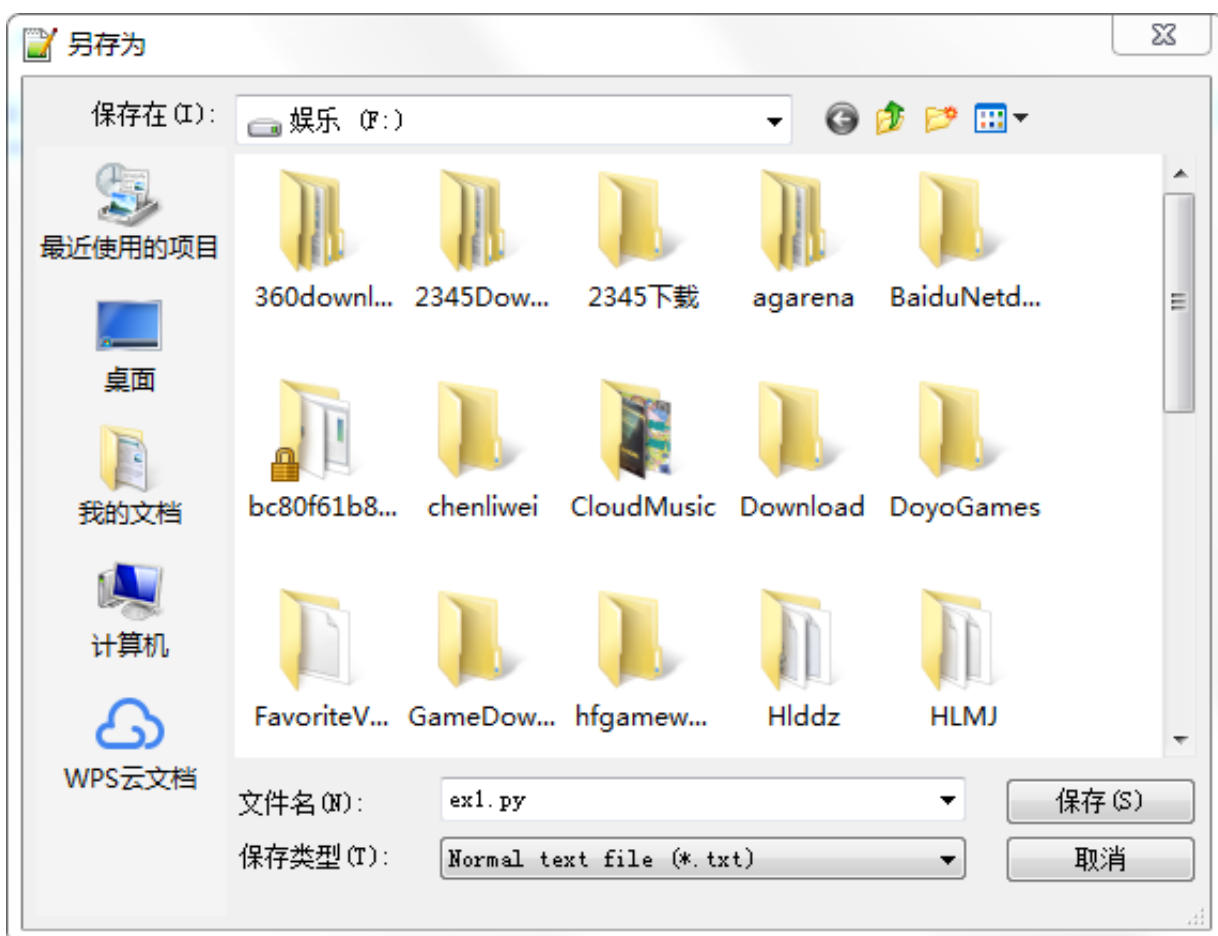 另存为
保存在(I):
娱乐 (F:)
最近使用的项目
桌面
我的文档
计算机
WPS云文档
360downl... 2345Dow... 2345下载 agarena BaiduNetd...
bc80f61b8... chenliwei CloudMusic Download DoyoGames
FavoriteV... GameDow... hfgamew... Hlddz HLMJ
文件名(N): ex1.py 保存(S)
保存类型(T): Normal text file (*.txt) 取消